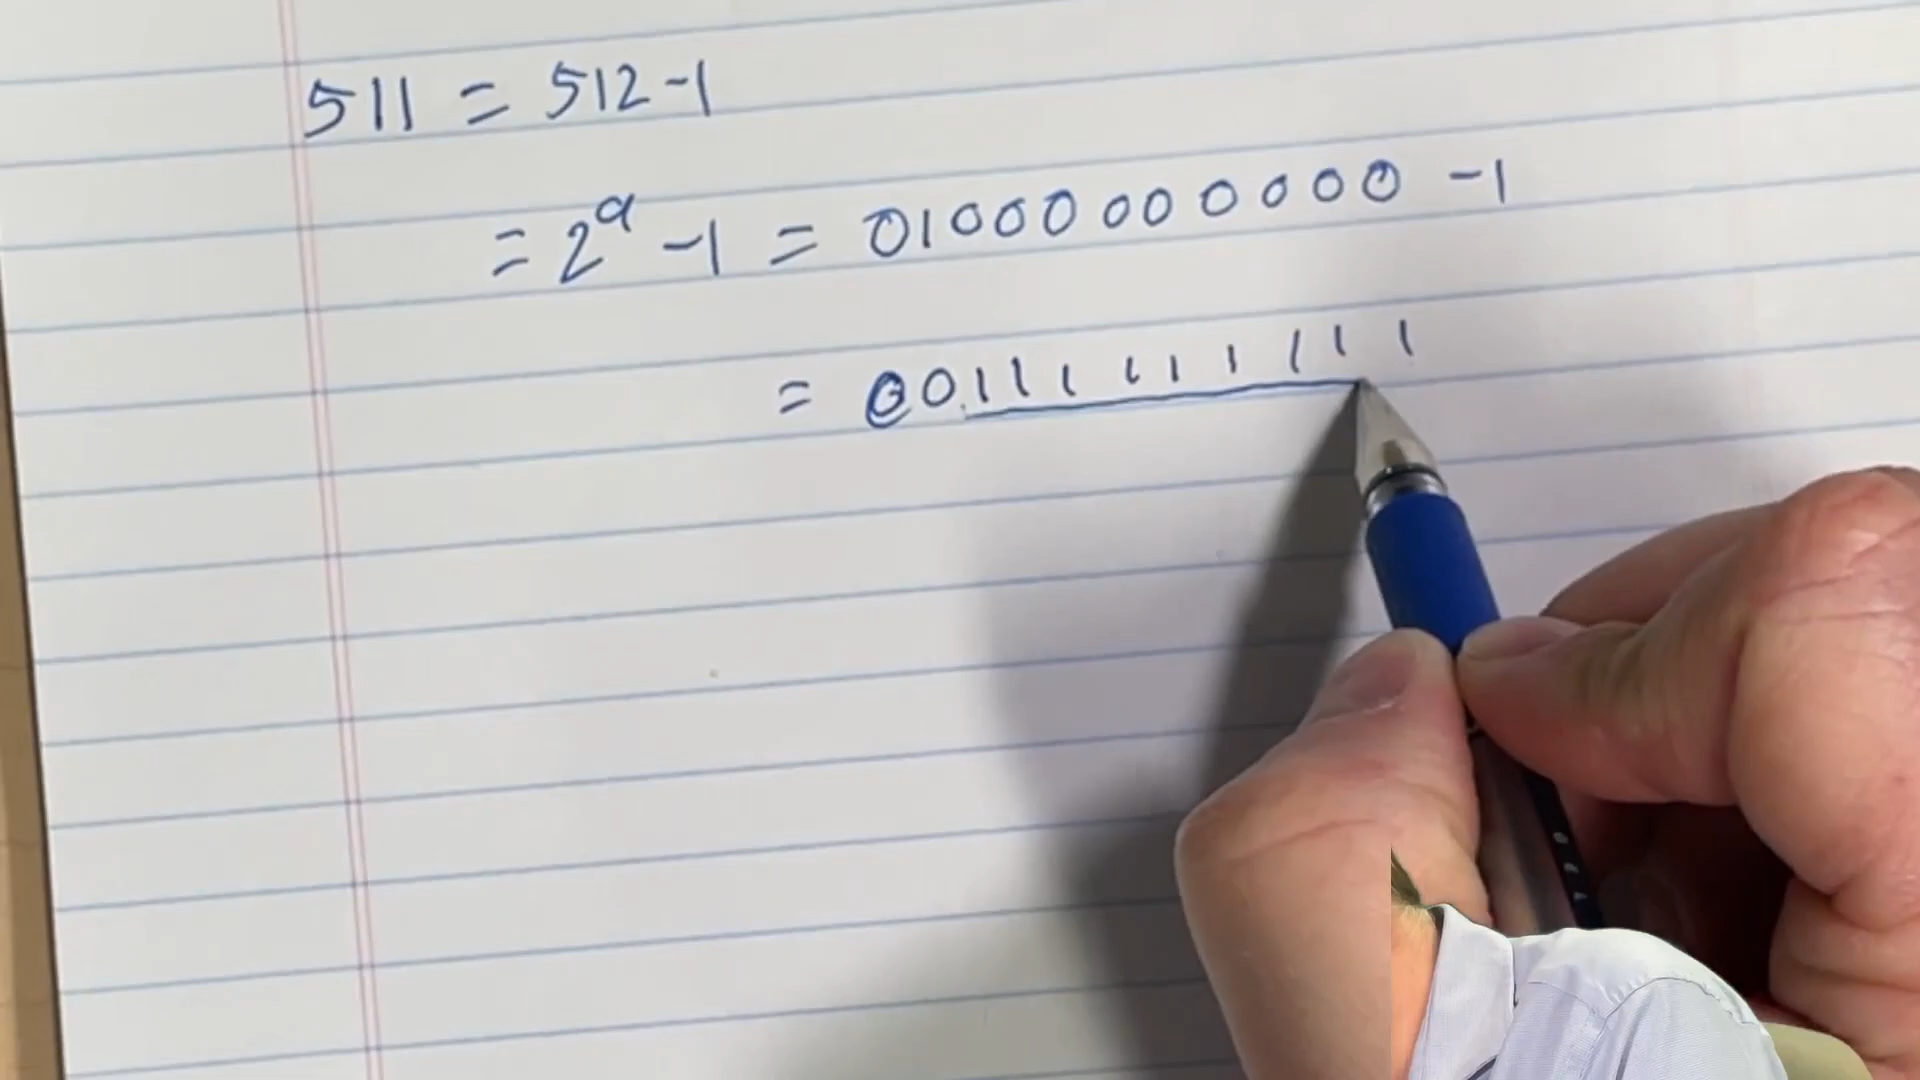 511 = 512 - 1
= 2⁹ - 1 = 01000000000 - 1
= 00111111111